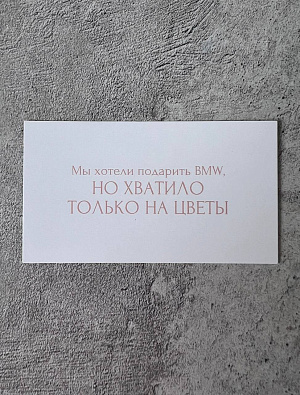 Мы хотели подарить BMW,
НО ХВАТИЛО
ТОЛЬКО НА ЦВЕТЫ